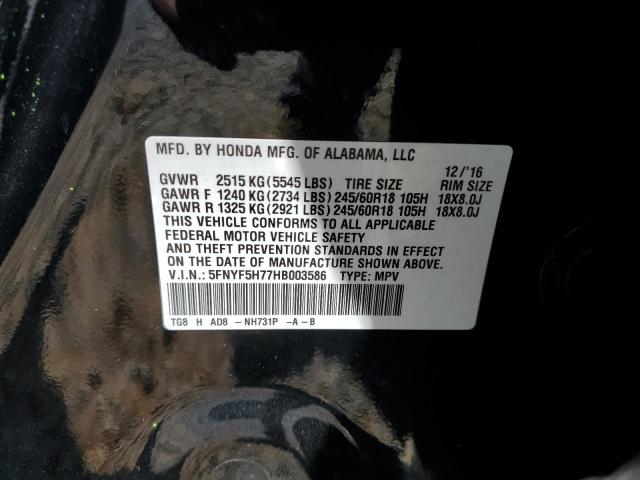 MFD. BY HONDA MFG. OF ALABAMA, LLC
12/'16
GVWR 2515 KG (5545 LBS) TIRE SIZE RIM SIZE
GAWR F 1240 KG (2734 LBS) 245/60R18 105H 18X8.0J
GAWR R 1325 KG (2921 LBS) 245/60R18 105H 18X8.0J
THIS VEHICLE CONFORMS TO ALL APPLICABLE
FEDERAL MOTOR VEHICLE SAFETY
AND THEFT PREVENTION STANDARDS IN EFFECT
ON THE DATE OF MANUFACTURE SHOWN ABOVE.
V.I.N.: 5FNYF5H77HB003586 TYPE: MPV
TG8 H AD8 - NH731P -A-B